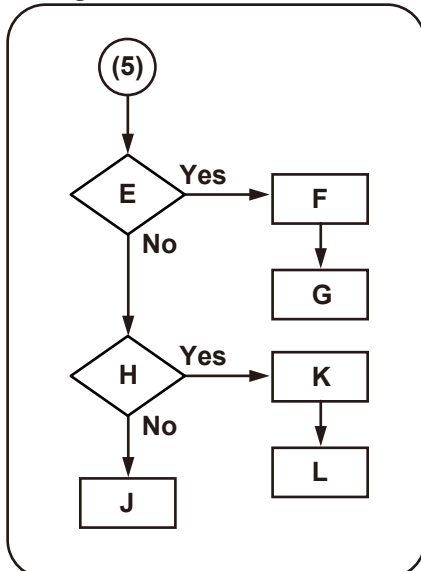 (5)
E
Yes
F
No
G
H
Yes
K
No
L
J